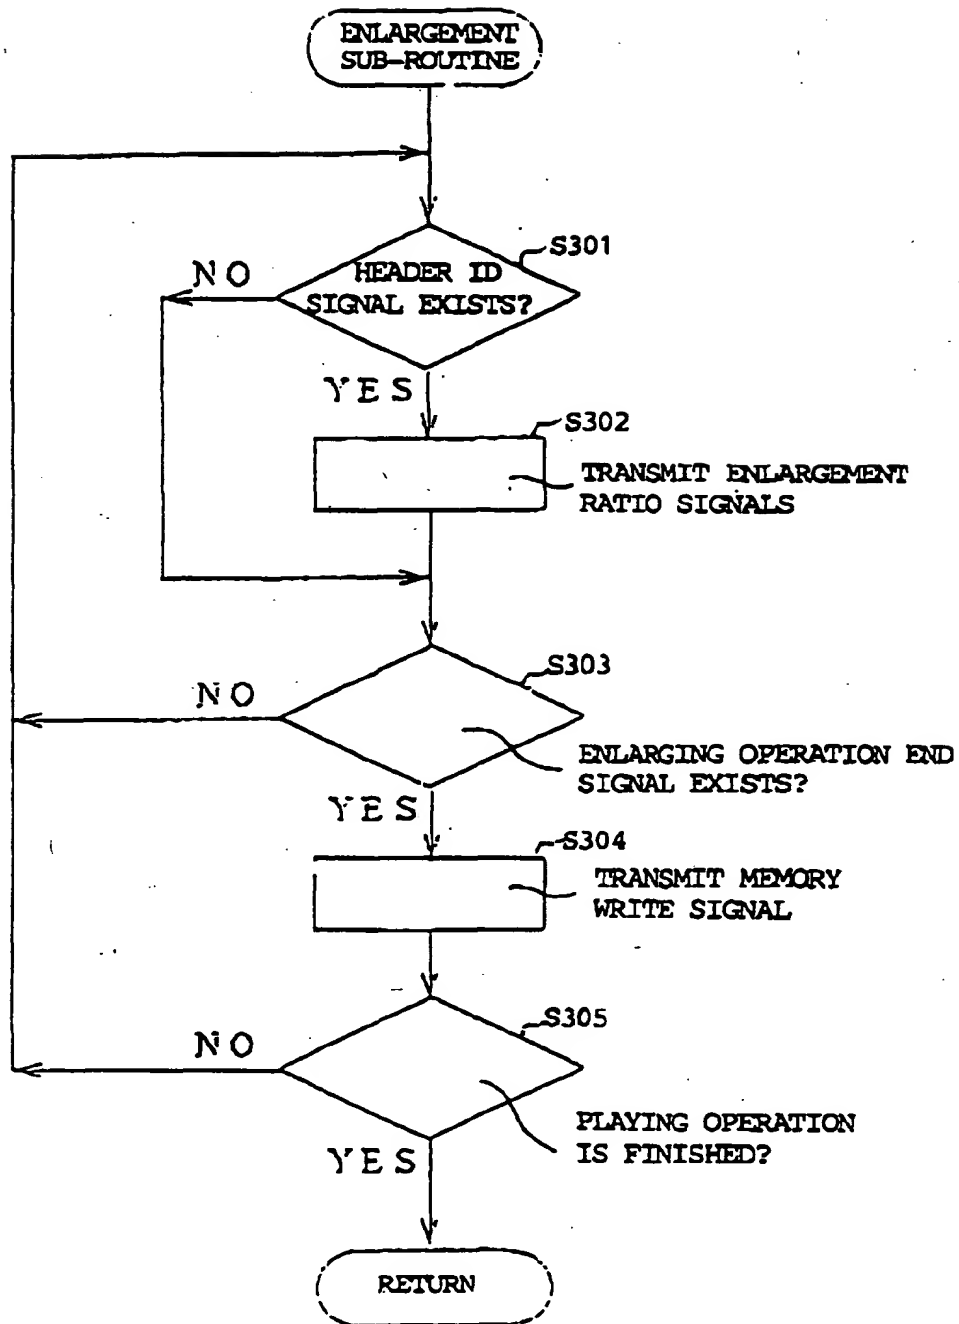 ENLARGEMENT
SUB-ROUTINE
S301
HEADER ID
SIGNAL EXISTS?
NO
YES
S302
TRANSMIT ENLARGEMENT
RATIO SIGNALS
S303
NO
ENLARGING OPERATION END
SIGNAL EXISTS?
YES
S304
TRANSMIT MEMORY
WRITE SIGNAL
S305
NO
PLAYING OPERATION
IS FINISHED?
YES
RETURN